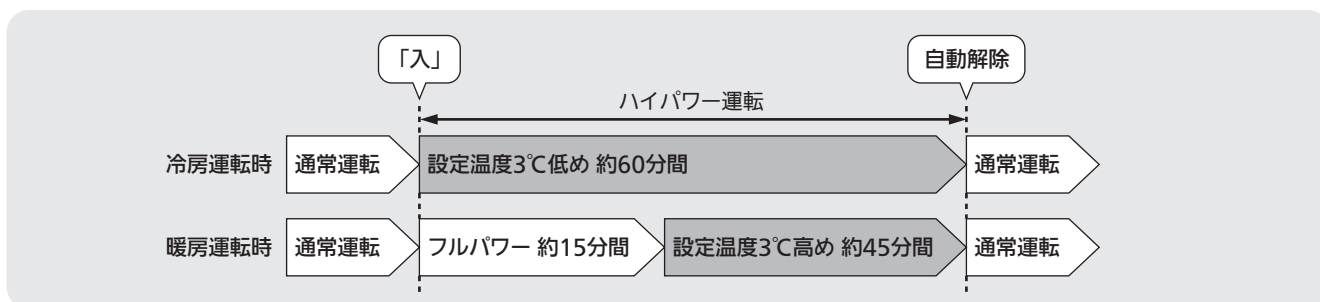 「入」
自動解除
ハイパワー運転
冷房運転時 通常運転 設定温度3℃低め 約60分間 通常運転
暖房運転時 通常運転 フルパワー 約15分間 設定温度3℃高め 約45分間 通常運転